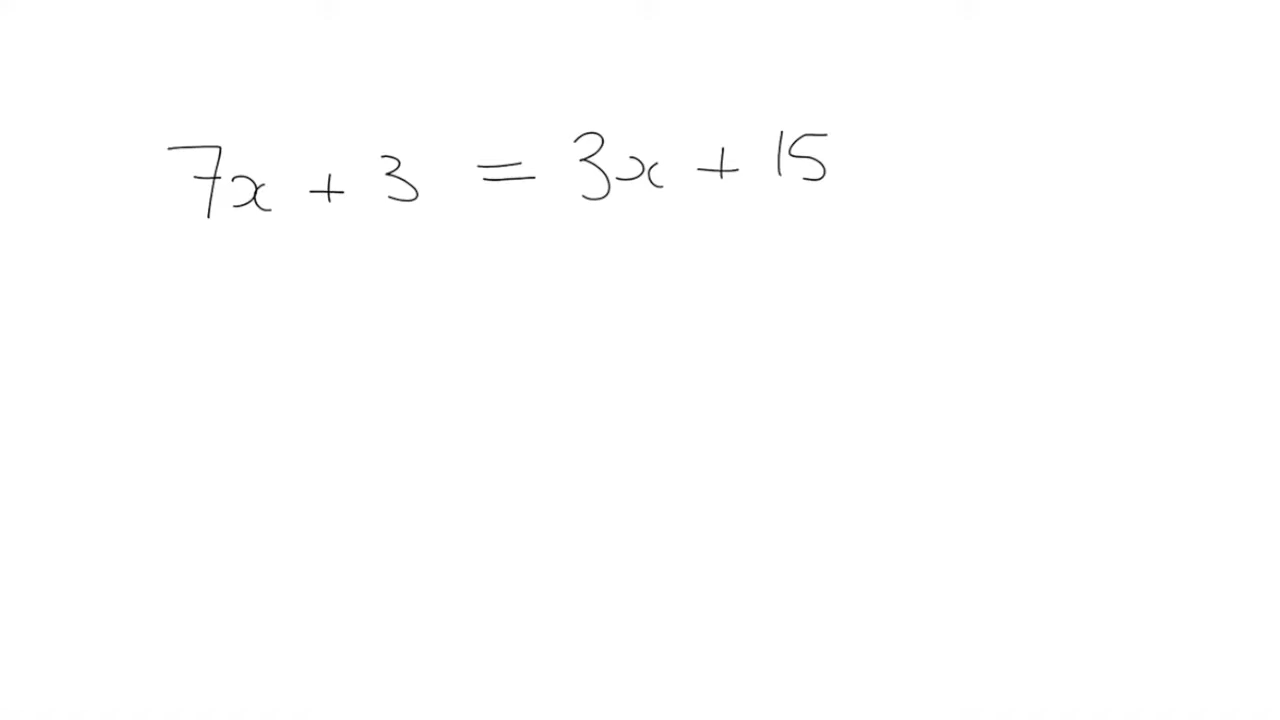 7x + 3 = 3x + 15